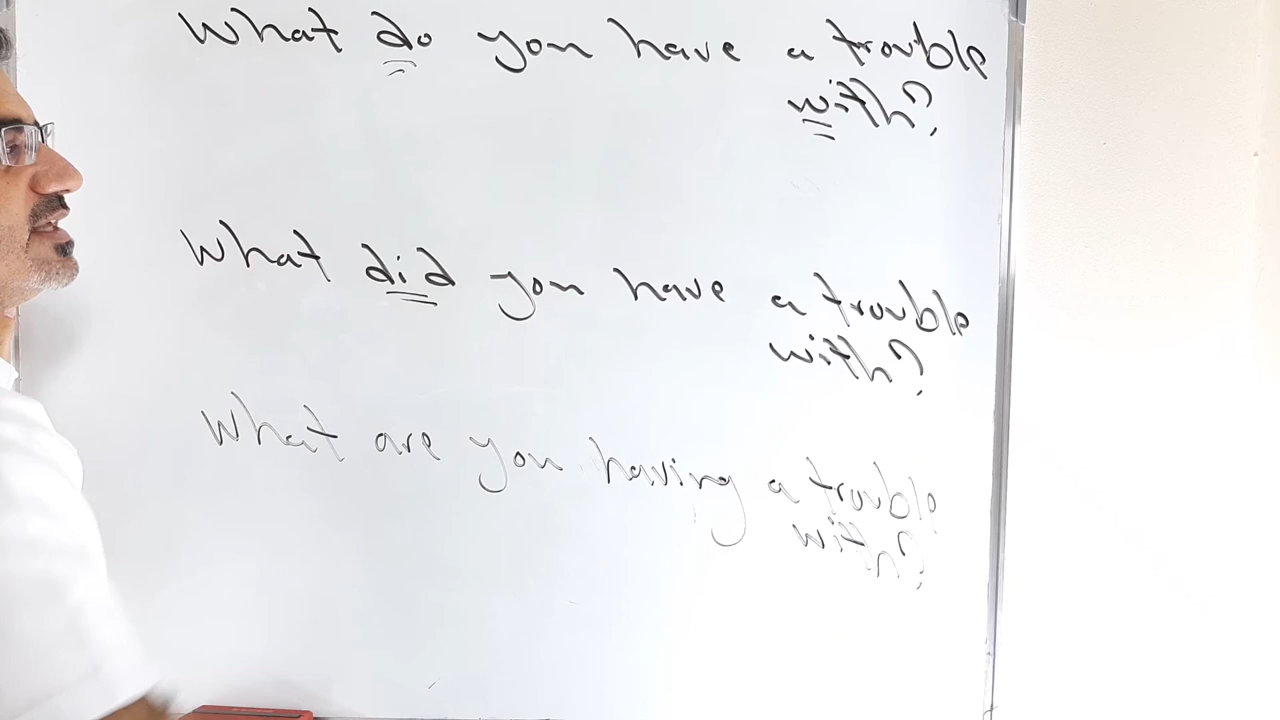 What do you have a trouble
with?
What did you have a trouble
with?
What are you having a trouble
with?